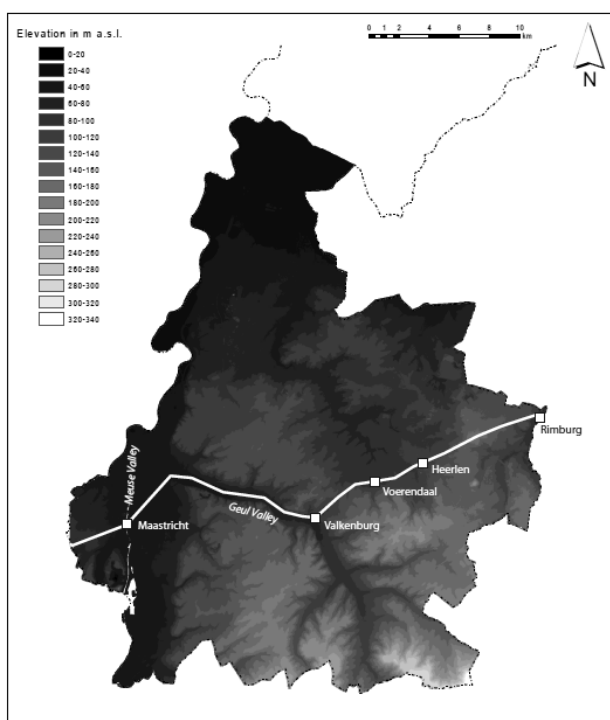 Elevation in m a.s.l.
0-20
20-40
40-60
60-80
80-100
100-120
120-140
140-160
160-180
180-200
200-220
220-240
240-260
260-280
280-300
300-320
320-340
0 2 4 6 8 10
km
N
Rimburg
Heerlen
Voerendaal
Meuse Valley
Maastricht
Geul Valley
Valkenburg